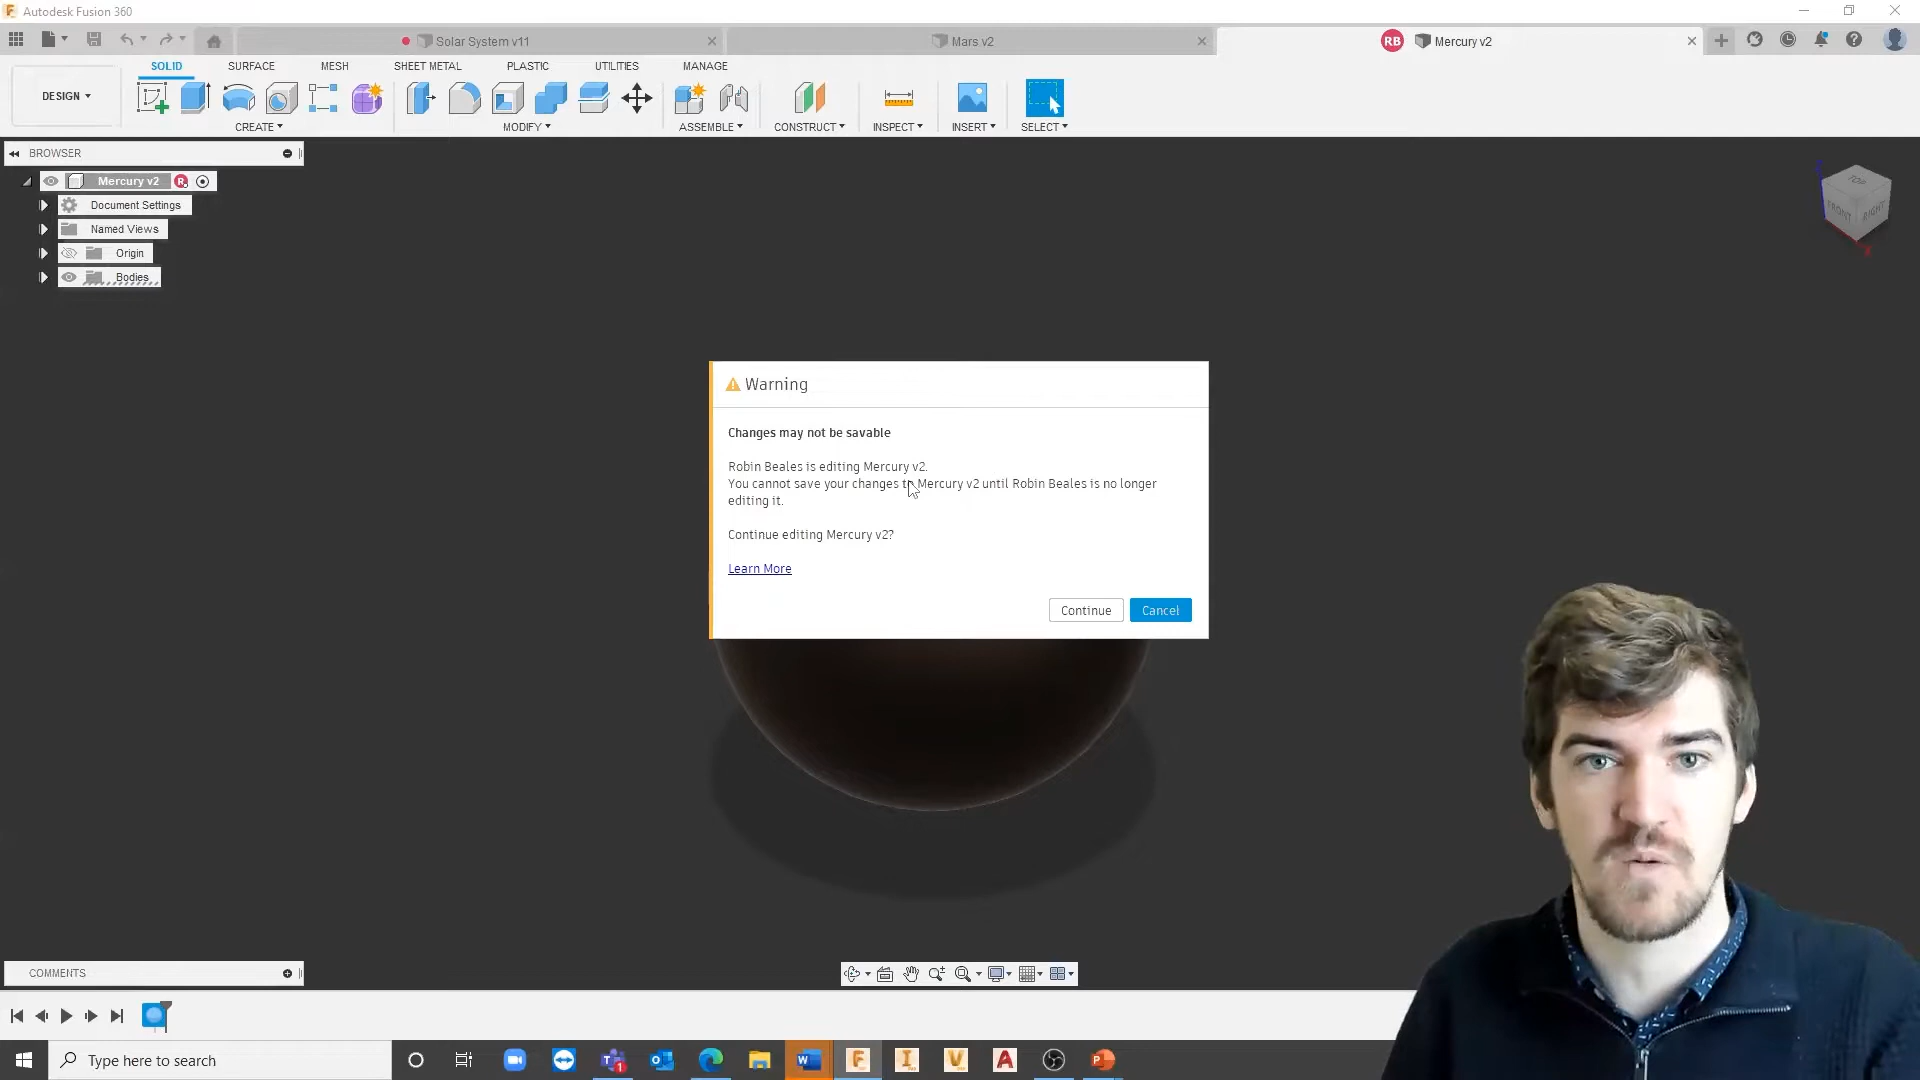 Autodesk Fusion 360
Solar System v11
Mars v2
RB
Mercury v2
DESIGN
SOLID
SURFACE
MESH
SHEET METAL
PLASTIC
UTILITIES
MANAGE
CREATE
MODIFY
ASSEMBLE
CONSTRUCT
INSPECT
INSERT
SELECT
BROWSER
Mercury v2
Document Settings
Named Views
Origin
Bodies
TOP
FRONT
RIGHT
Warning
Changes may not be savable
Robin Beales is editing Mercury v2.
You cannot save your changes to Mercury v2 until Robin Beales is no longer
editing it.
Continue editing Mercury v2?
Learn More
Continue
Cancel
COMMENTS
Type here to search